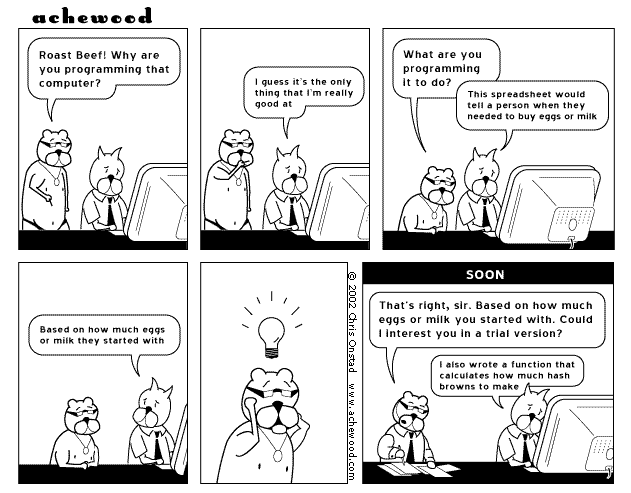 achewood
Roast Beef! Why are
you programming that
computer?
I guess it's the only
thing that I'm really
good at
What are you
programming
it to do?
This spreadsheet would
tell a person when they
needed to buy eggs or milk
Based on how much eggs
or milk they started with
© 2002 Chris Onstad www.achewood.com
SOON
That's right, sir. Based on how much
eggs or milk you started with. Could
I interest you in a trial version?
I also wrote a function that
calculates how much hash
browns to make